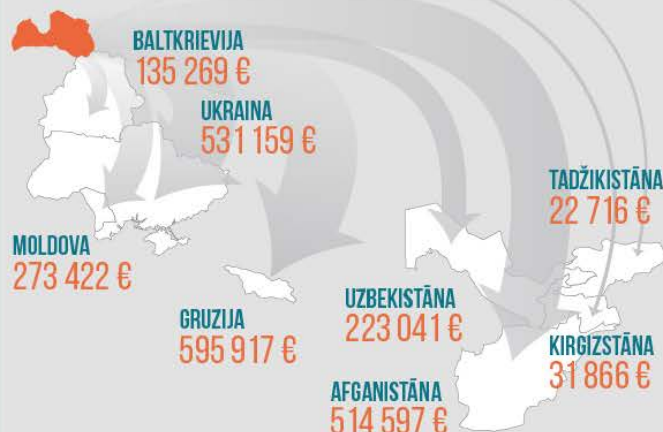 BALTKRIEVIJA
135 269 €
UKRAINA
531 159 €
TADŽIKISTĀNA
22 716 €
MOLDOVA
273 422 €
GRUZIJA
595 917 €
UZBEKISTĀNA
223 041 €
KIRGIZSTĀNA
31 866 €
AFGANISTĀNA
514 597 €